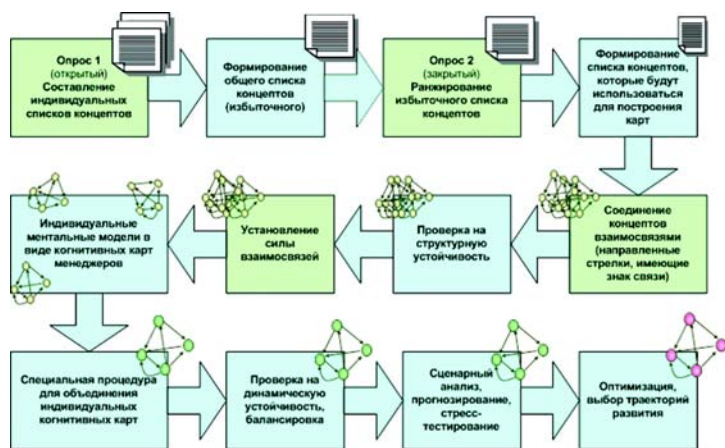 Опрос 1
(открытый)
Составление
индивидуальных
списков концептов
Формирование
общего списка
концептов
(избыточного)
Опрос 2
(закрытый)
Ранжирование
избыточного списка
концептов
Формирование
списка концептов,
которые будут
использоваться
для построения
карт
Соединение
концептов
взаимосвязями
(направленные
стрелки, имеющие
знак связи)
Проверка на
структурную
устойчивость
Установление
силы
взаимосвязей
Индивидуальные
ментальные модели в
виде когнитивных карт
менеджеров
Специальная процедура
для объединения
индивидуальных
когнитивных карт
Проверка на
динамическую
устойчивость,
балансировка
Сценарный
анализ,
прогнозирование,
стресс-
тестирование
Оптимизация,
выбор траекторий
развития